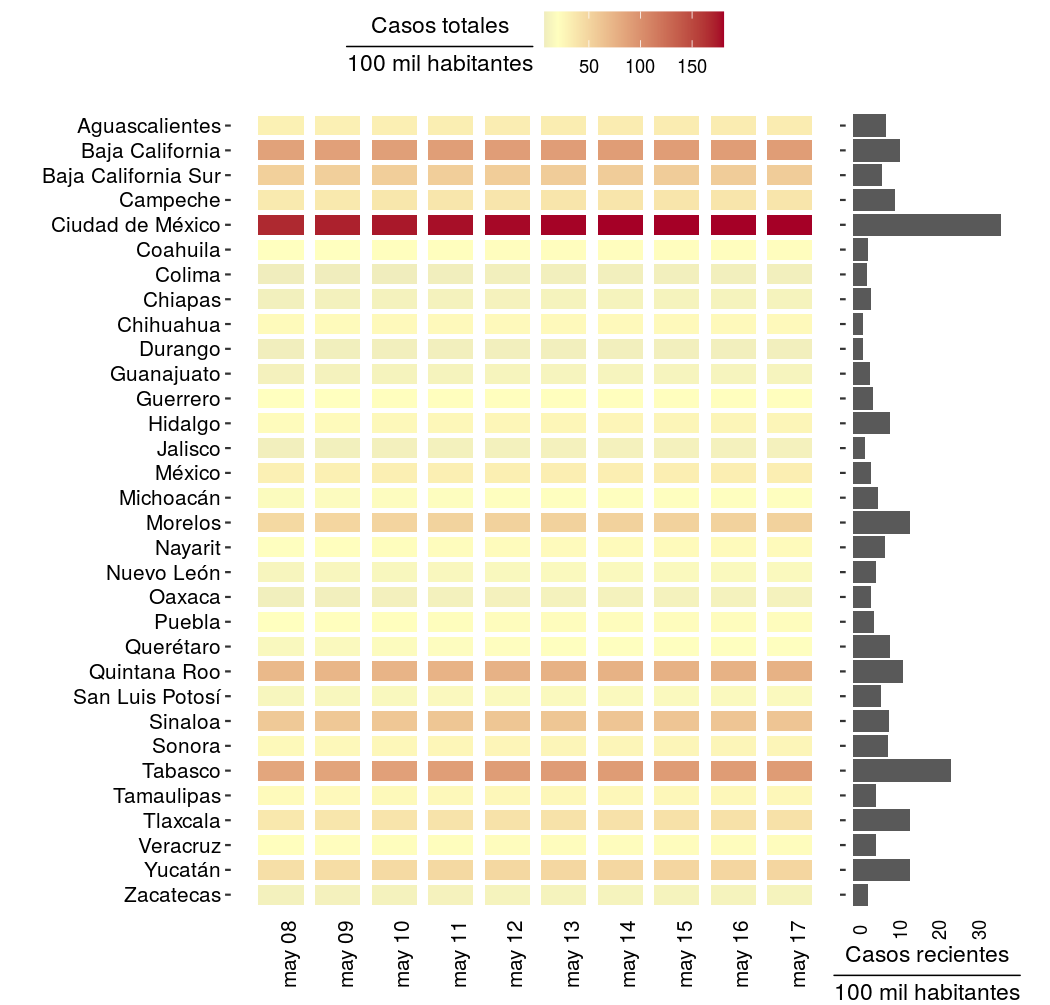 Casos totales
100 mil habitantes
50 100 150
Aguascalientes
Baja California
Baja California Sur
Campeche
Ciudad de México
Coahuila
Colima
Chiapas
Chihuahua
Durango
Guanajuato
Guerrero
Hidalgo
Jalisco
México
Michoacán
Morelos
Nayarit
Nuevo León
Oaxaca
Puebla
Querétaro
Quintana Roo
San Luis Potosí
Sinaloa
Sonora
Tabasco
Tamaulipas
Tlaxcala
Veracruz
Yucatán
Zacatecas
may 08
may 09
may 10
may 11
may 12
may 13
may 14
may 15
may 16
may 17
0
10
20
30
Casos recientes
100 mil habitantes